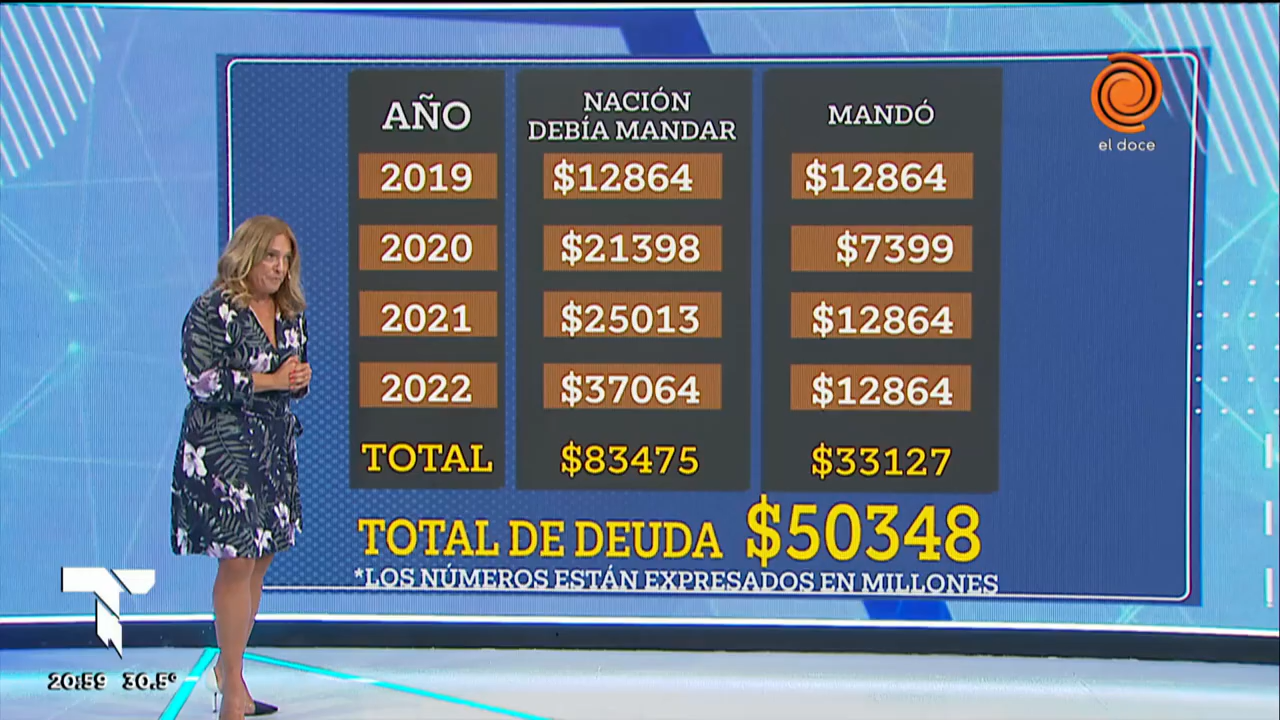 AÑO NACIÓN DEBÍA MANDAR MANDÓ
2019 $12864 $12864
2020 $21398 $7399
2021 $25013 $12864
2022 $37064 $12864
TOTAL $83475 $33127
TOTAL DE DEUDA $50348
*LOS NÚMEROS ESTÁN EXPRESADOS EN MILLONES
el doce
T
20:59 30.5°